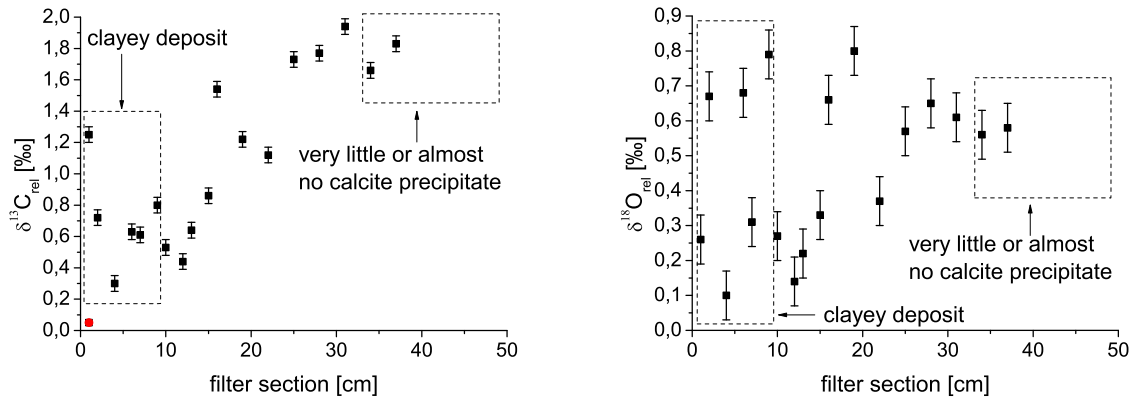 2,0
1,8
1,6
1,4
1,2
1,0
0,8
0,6
0,4
0,2
0,0
δ¹³C_rel [‰]
clayey deposit
very little or almost
no calcite precipitate
0 10 20 30 40 50
filter section [cm]
0,9
0,8
0,7
0,6
0,5
0,4
0,3
0,2
0,1
0,0
δ¹⁸O_rel [‰]
very little or almost
no calcite precipitate
clayey deposit
0 10 20 30 40 50
filter section [cm]